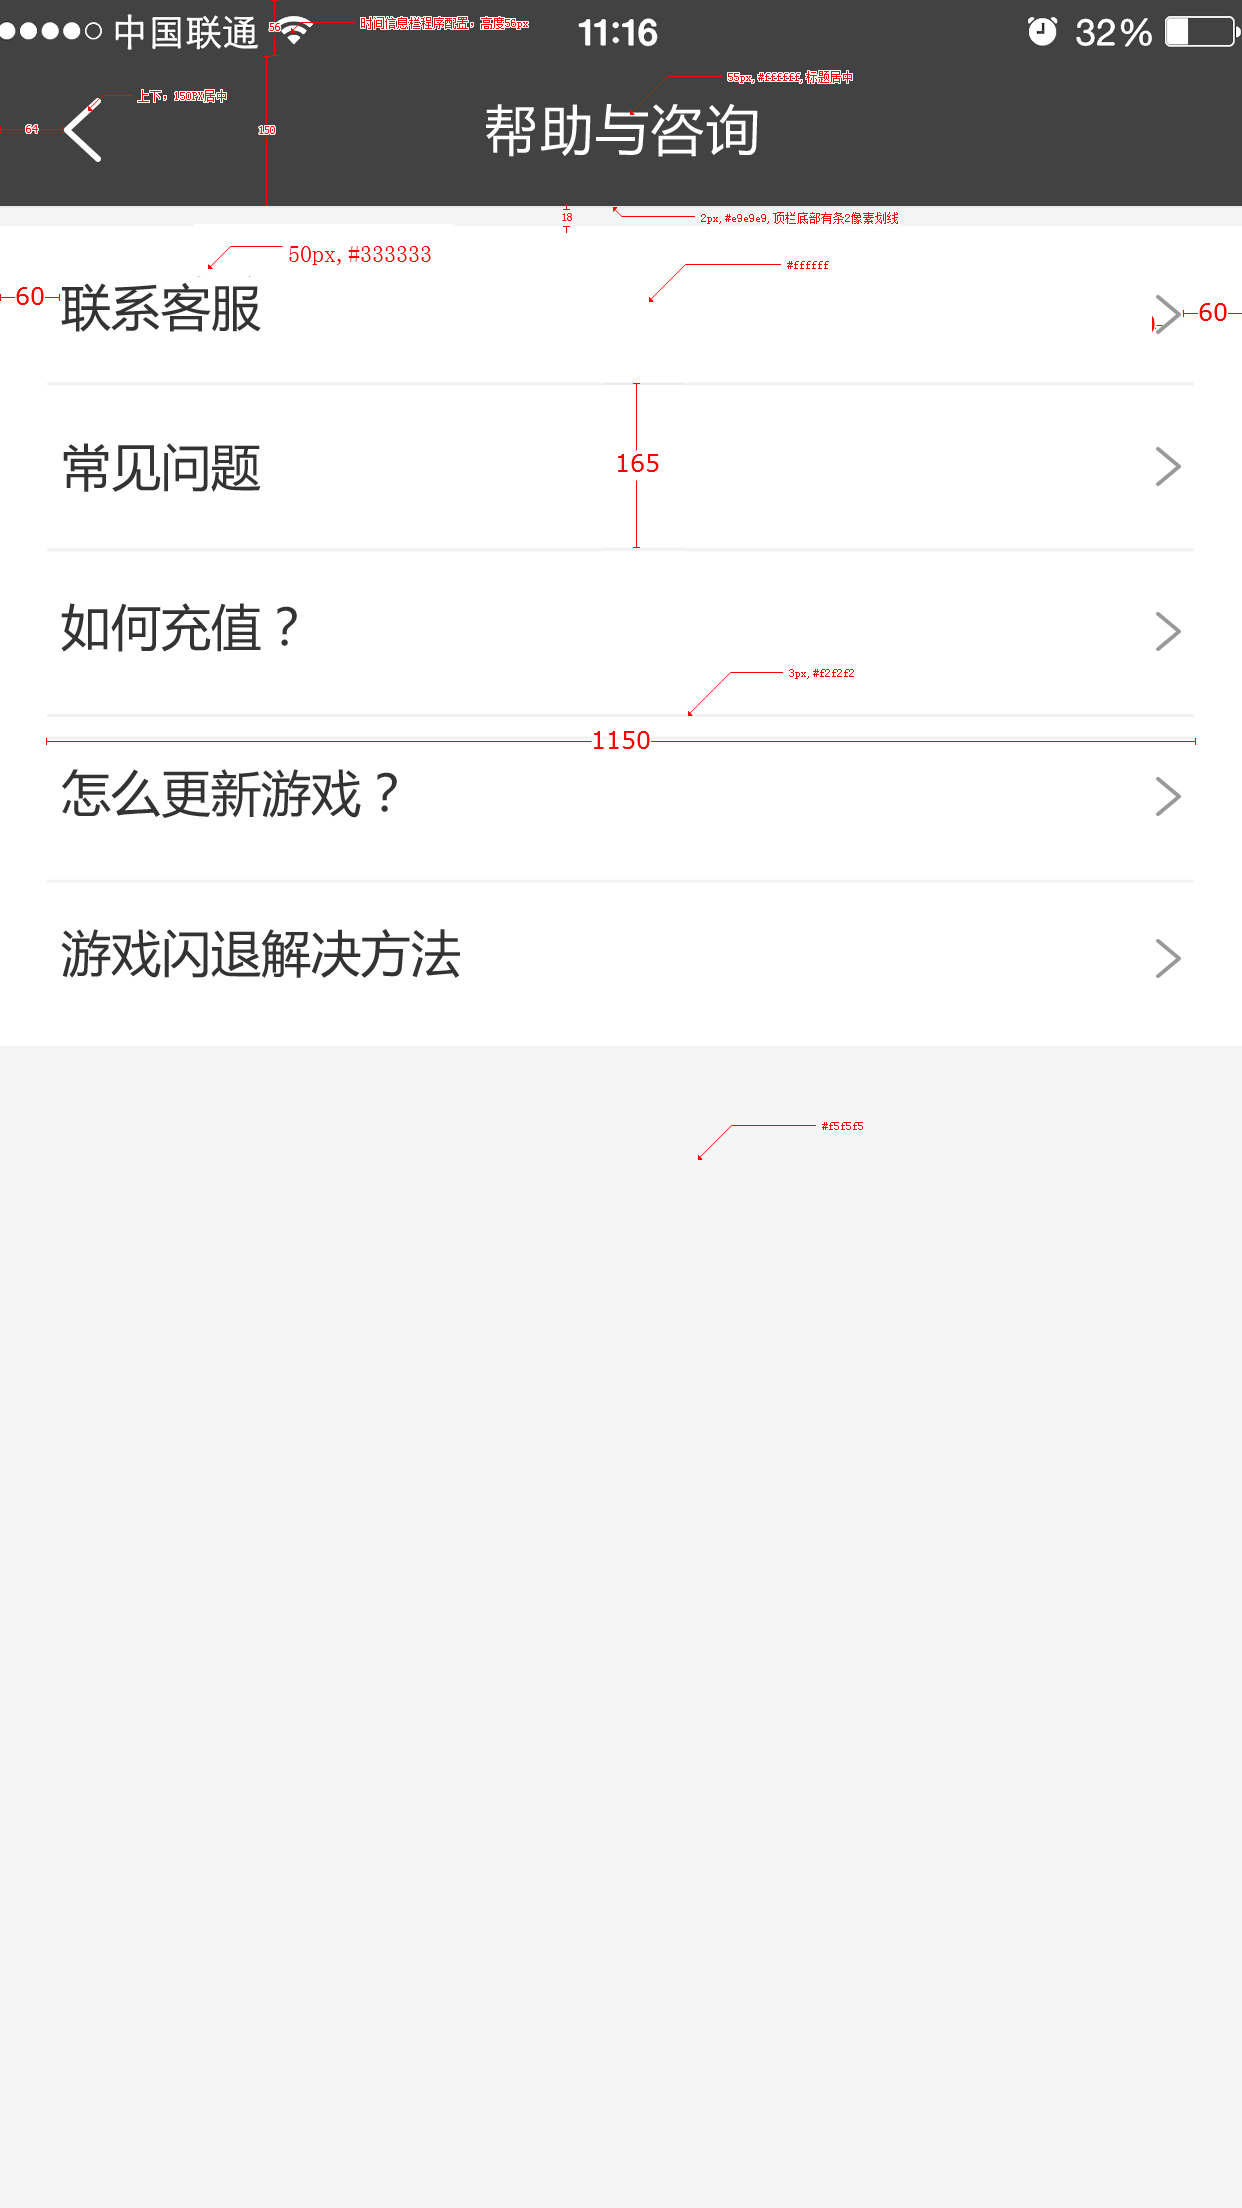 中国联通 56 时间信息栏程序配置，高度56px 11:16 32%
55px,#ffffff,标题居中
上下，150PX居中
64 150 帮助与咨询
18 2px,#e9e9e9,顶栏底部有条2像素划线
50px,#333333
#ffffff
60 联系客服 60
165
常见问题
如何充值？
3px,#f2f2f2
1150
怎么更新游戏？
游戏闪退解决方法
#f5f5f5